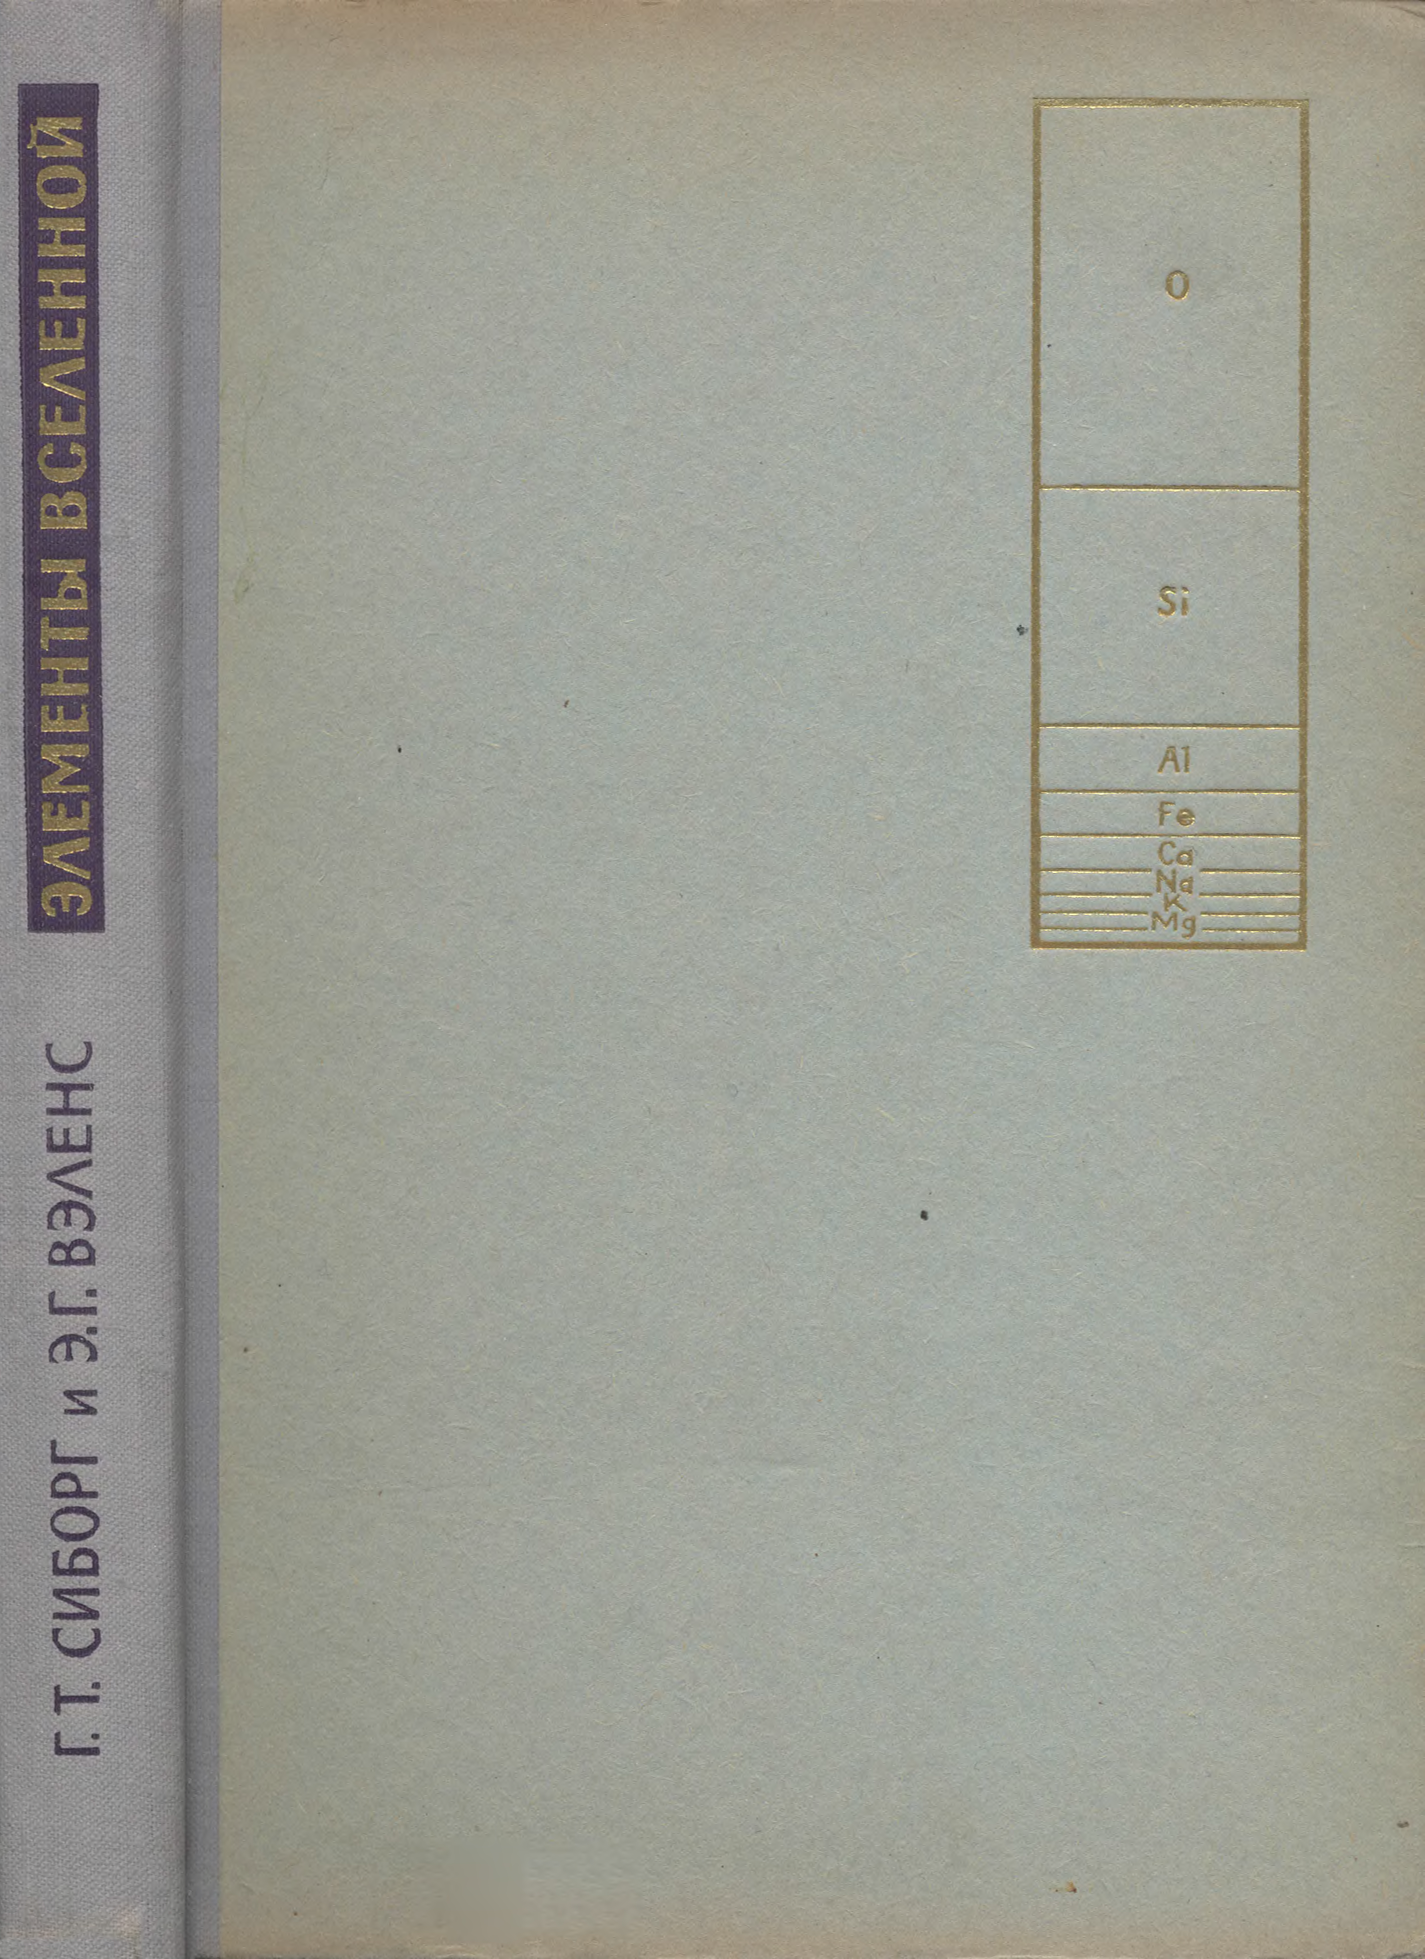 Г. Т. СИБОРГ и Э. Г. ВЭЛЕНС
ЭЛЕМЕНТЫ ВСЕЛЕННОЙ
O
Si
Al
Fe
Ca
Na
K
Mg